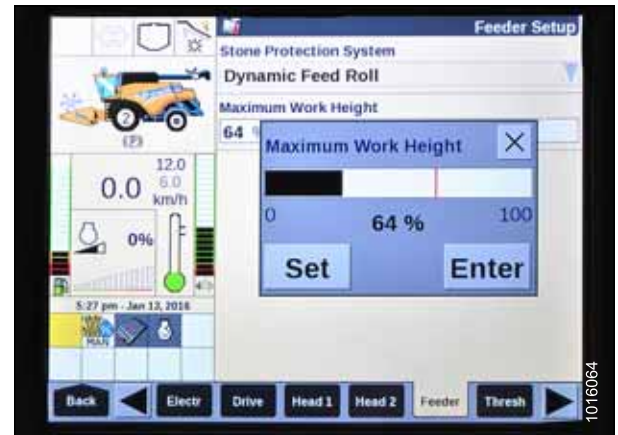 Feeder Setup
Stone Protection System
Dynamic Feed Roll
Maximum Work Height
64 %
Maximum Work Height
0
64 %
100
Set
Enter
2
(P)
12.0
6.0
km/h
0.0
0%
5:27 pm - Jan 13, 2016
MAN
Back
Electr
Drive
Head 1
Head 2
Feeder
Thresh
1016064